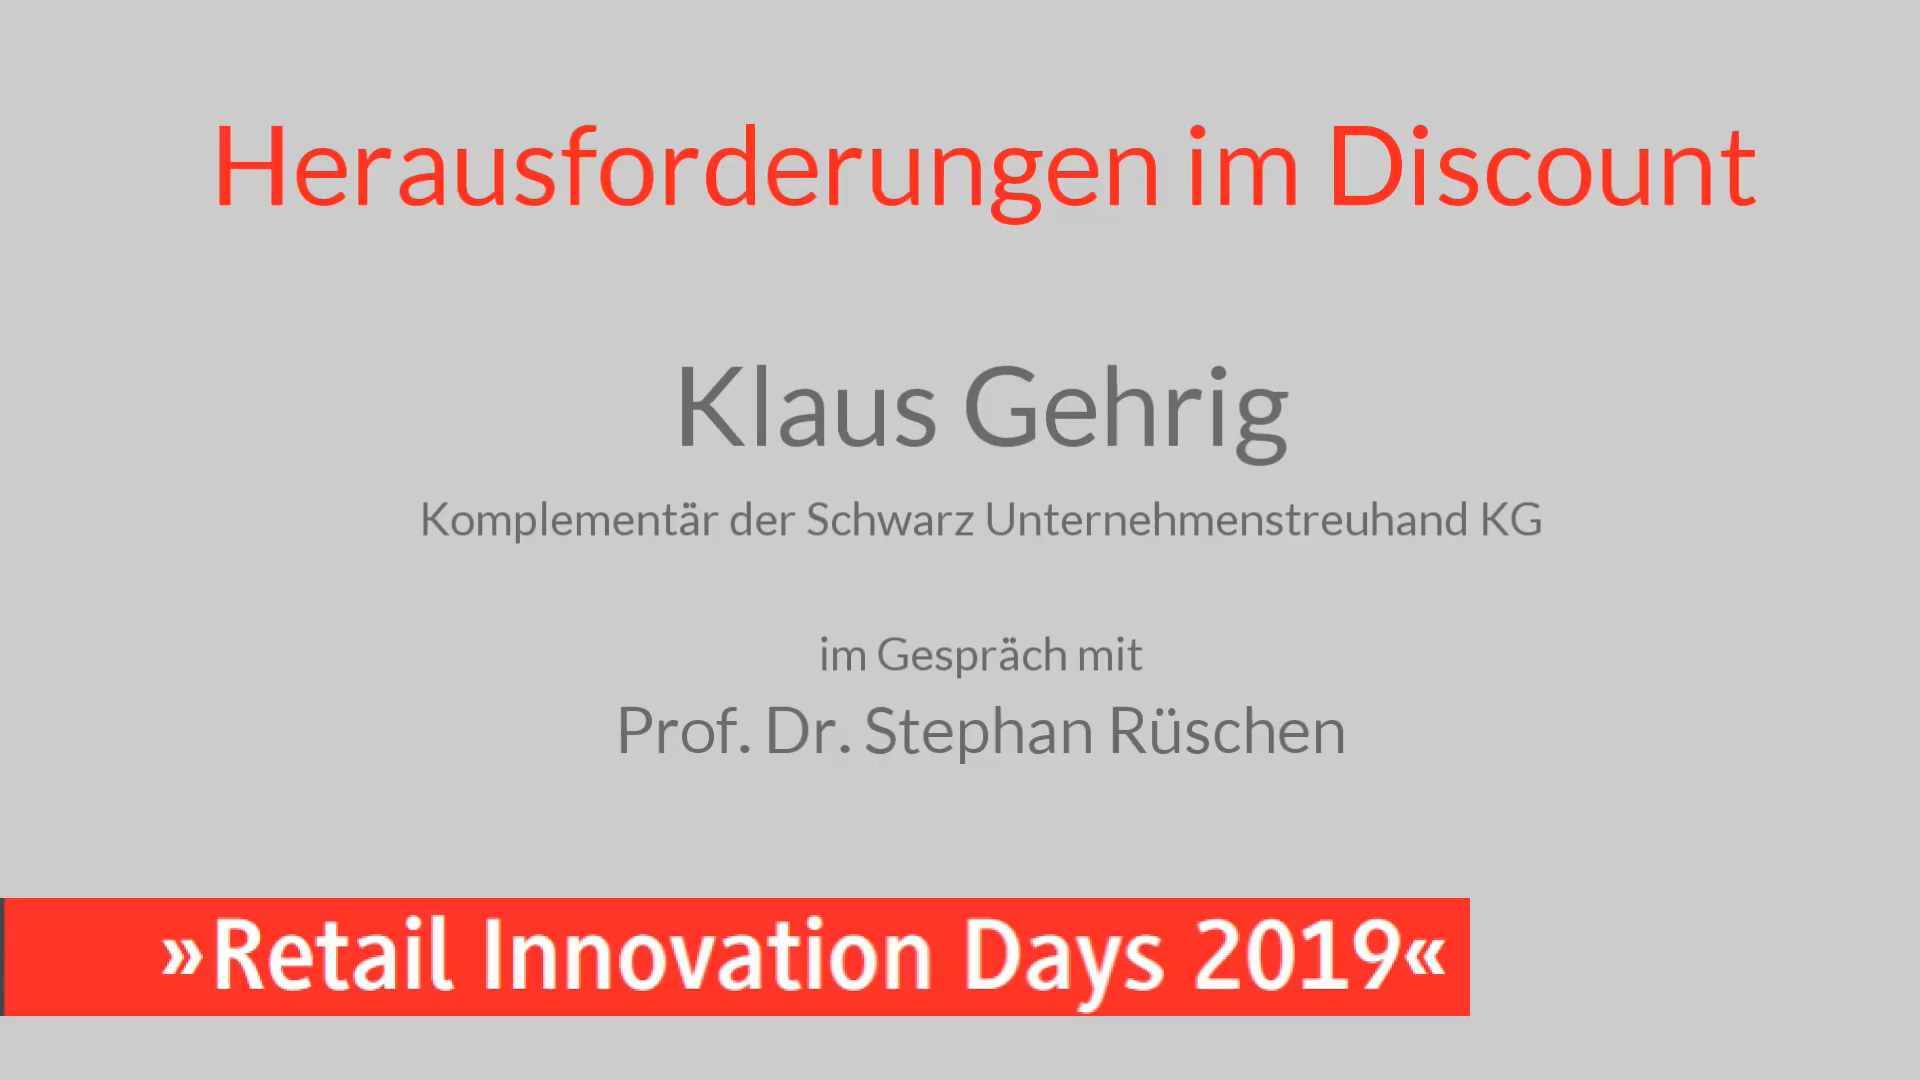 Herausforderungen im Discount
Klaus Gehrig
Komplementär der Schwarz Unternehmenstreuhand KG
im Gespräch mit
Prof. Dr. Stephan Rüschen
»Retail Innovation Days 2019«